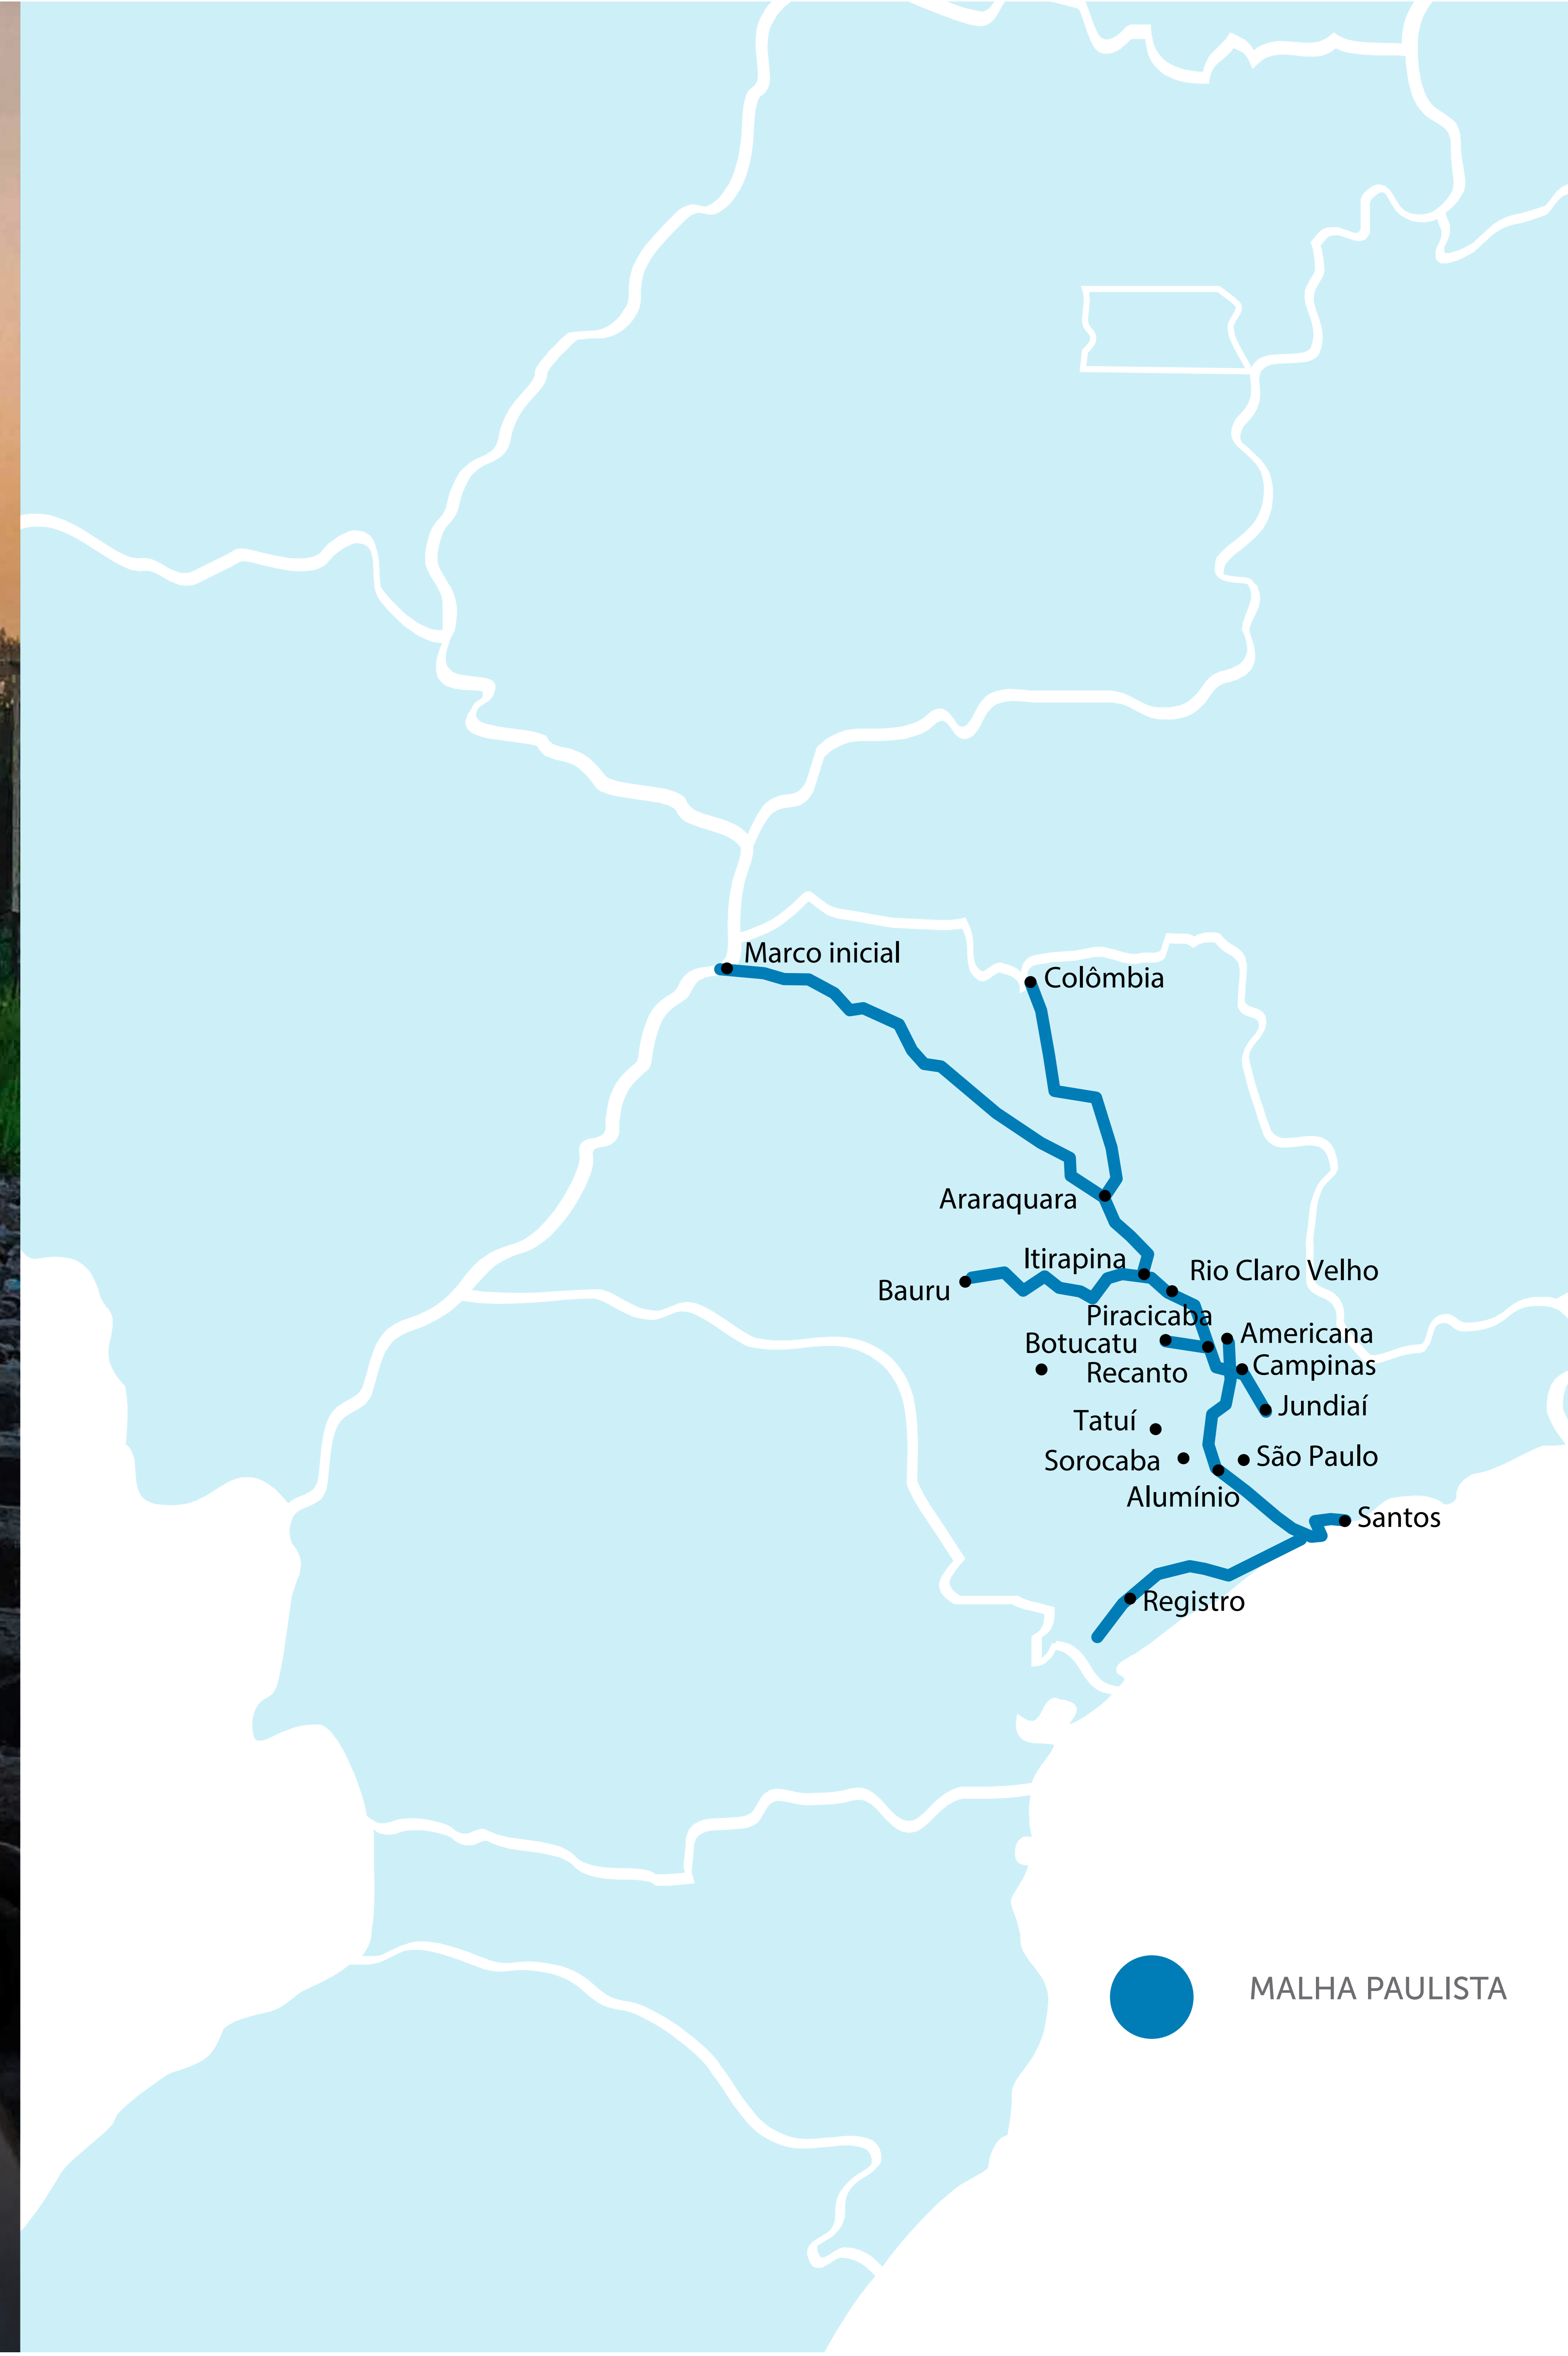 Marco inicial
Colômbia
Araraquara
Itirapina
Rio Claro Velho
Bauru
Piracicaba
Americana
Botucatu
Campinas
Recanto
Jundiaí
Tatuí
São Paulo
Sorocaba
Alumínio
Santos
Registro
MALHA PAULISTA